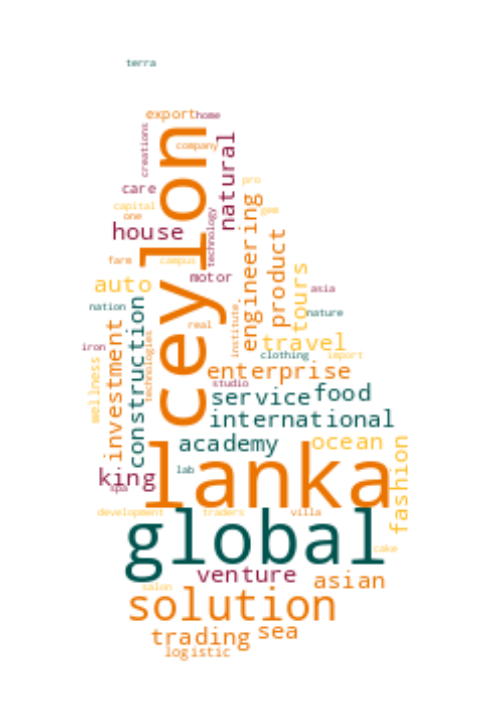 terra
export
home
creations
company
natural
care
pro
capital
one
gem
house
technology
ceylon
engineering
product
farm
campus
motor
tours
auto
asia
nation
construction
nature
real
institute
investment
technologies
travel
iron
clothing
import
wellness
enterprise
studio
service
food
international
academy
ocean
fashion
lab
king
spa
lanka
development
traders
villa
global
cake
venture
asian
salon
solution
trading
sea
logistic